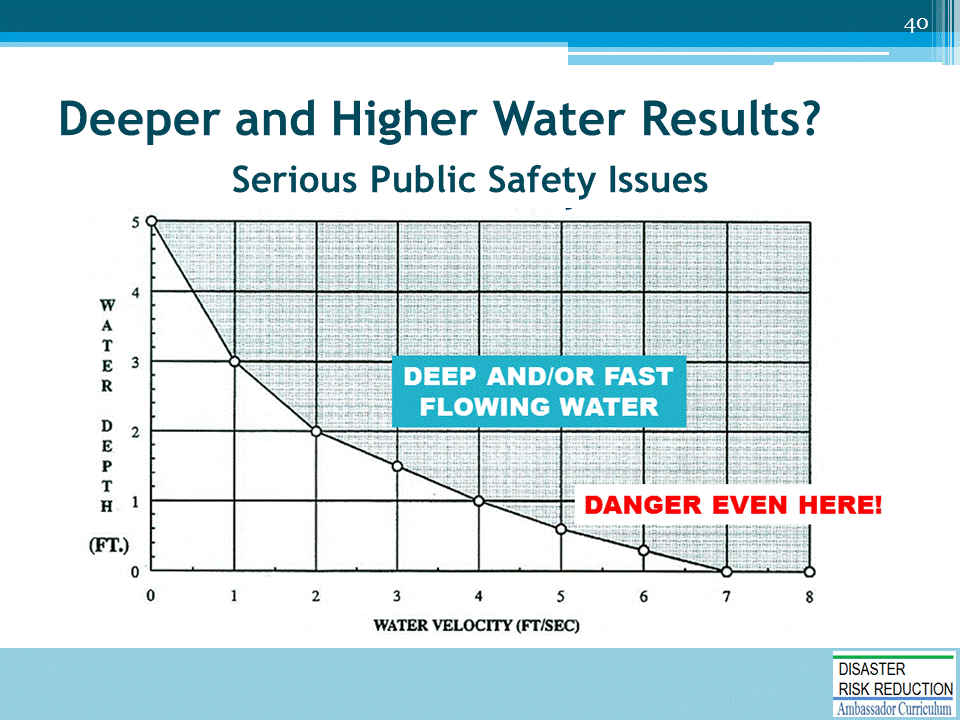 40
Deeper and Higher Water Results?
Serious Public Safety Issues
5
4
3
2
1
0
WATER DEPTH
(FT.)
DEEP AND/OR FAST
FLOWING WATER
DANGER EVEN HERE!
0 1 2 3 4 5 6 7 8
WATER VELOCITY (FT/SEC)
DISASTER
RISK REDUCTION
Ambassador Curriculum